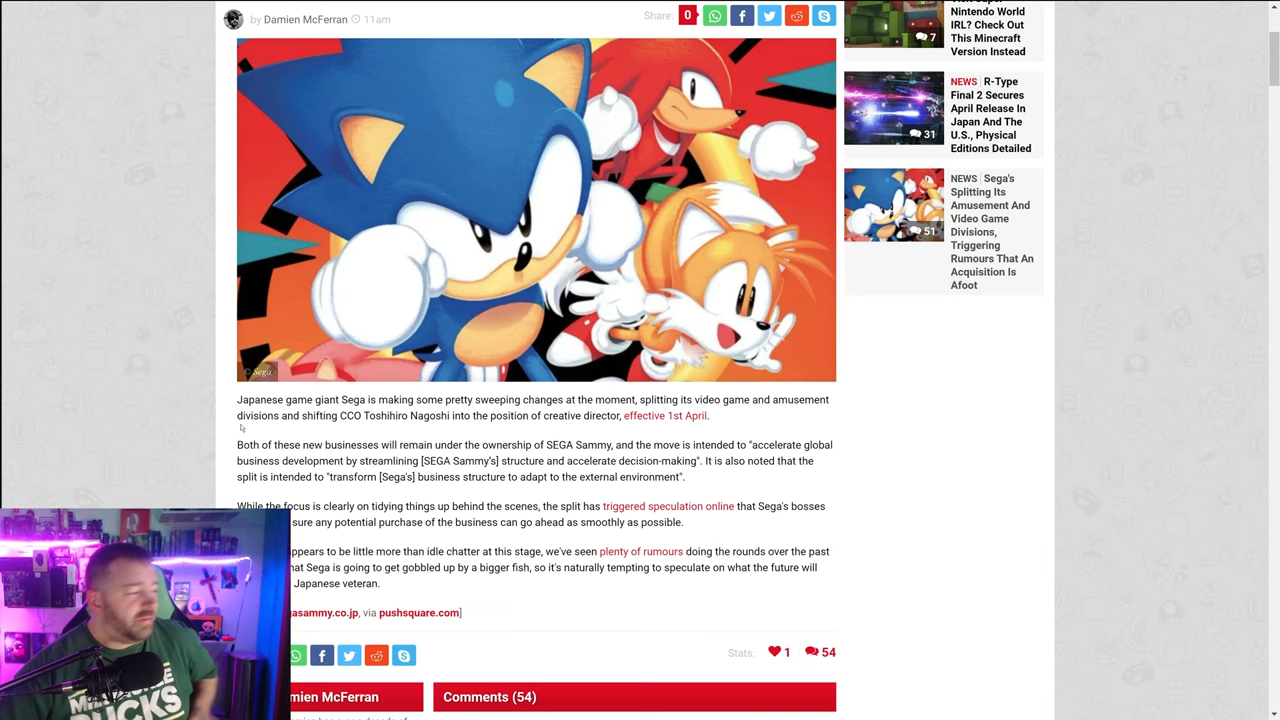 by Damien McFerran 11am
Share: 0
© Sega
Japanese game giant Sega is making some pretty sweeping changes at the moment, splitting its video game and amusement
divisions and shifting CCO Toshihiro Nagoshi into the position of creative director, effective 1st April.
Both of these new businesses will remain under the ownership of SEGA Sammy, and the move is intended to "accelerate global
business development by streamlining [SEGA Sammy's] structure and accelerate decision-making". It is also noted that the
split is intended to "transform [Sega's] business structure to adapt to the external environment".
While the focus is clearly on tidying things up behind the scenes, the split has triggered speculation online that Sega's bosses
sure any potential purchase of the business can go ahead as smoothly as possible.
appears to be little more than idle chatter at this stage, we've seen plenty of rumours doing the rounds over the past
hat Sega is going to get gobbled up by a bigger fish, so it's naturally tempting to speculate on what the future will
Japanese veteran.
gasammy.co.jp, via pushsquare.com]
Stats: 1 54
mien McFerran
Comments (54)
Nintendo World
IRL? Check Out
This Minecraft
Version Instead
7
NEWS R-Type
Final 2 Secures
April Release In
Japan And The
U.S., Physical
Editions Detailed
31
NEWS Sega's
Splitting Its
Amusement And
Video Game
Divisions,
Triggering
Rumours That An
Acquisition Is
Afoot
51